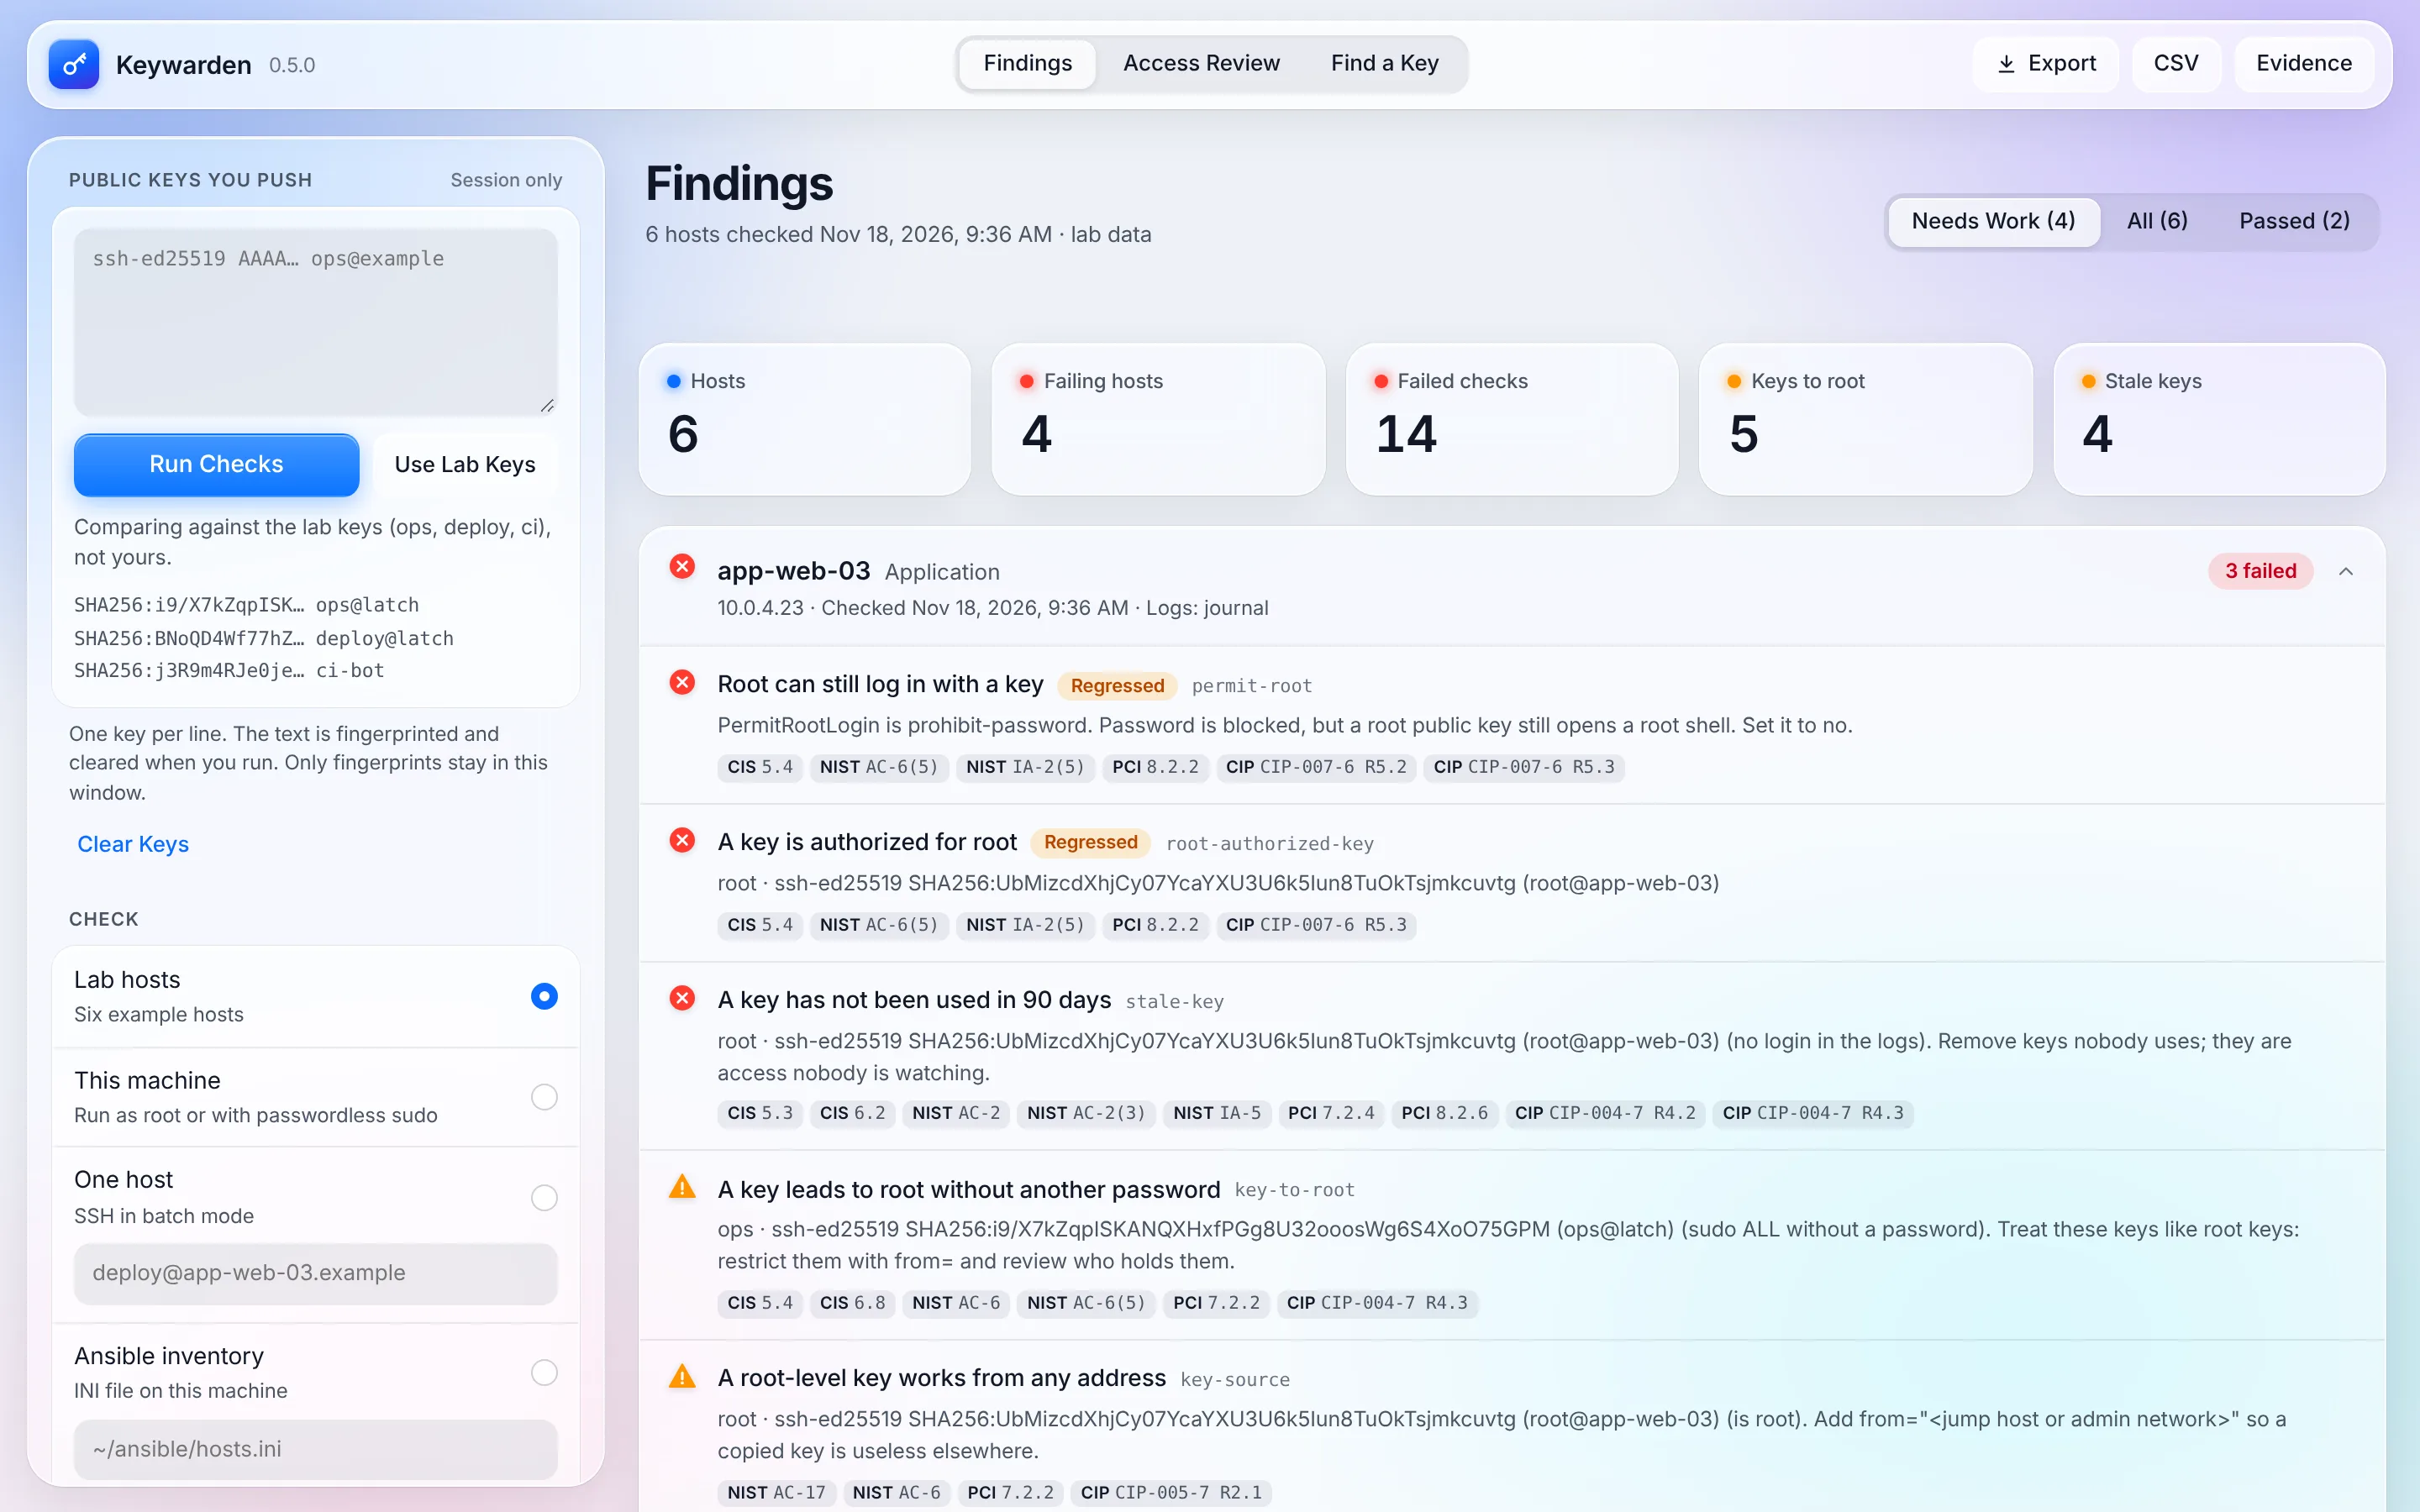 Keywarden 0.5.0
Findings
Access Review
Find a Key
Export
CSV
Evidence
PUBLIC KEYS YOU PUSH
Session only
ssh-ed25519 AAAA… ops@example
Run Checks
Use Lab Keys
Comparing against the lab keys (ops, deploy, ci),
not yours.
SHA256:i9/X7kZqpISK… ops@latch
SHA256:BNoQD4Wf77hZ… deploy@latch
SHA256:j3R9m4RJe0je… ci-bot
One key per line. The text is fingerprinted and
cleared when you run. Only fingerprints stay in this
window.
Clear Keys
CHECK
Lab hosts
Six example hosts
This machine
Run as root or with passwordless sudo
One host
SSH in batch mode
deploy@app-web-03.example
Ansible inventory
INI file on this machine
~/ansible/hosts.ini
Findings
6 hosts checked Nov 18, 2026, 9:36 AM · lab data
Needs Work (4)
All (6)
Passed (2)
Hosts
6
Failing hosts
4
Failed checks
14
Keys to root
5
Stale keys
4
app-web-03 Application
3 failed
10.0.4.23 · Checked Nov 18, 2026, 9:36 AM · Logs: journal
Root can still log in with a key Regressed permit-root
PermitRootLogin is prohibit-password. Password is blocked, but a root public key still opens a root shell. Set it to no.
CIS 5.4 NIST AC-6(5) NIST IA-2(5) PCI 8.2.2 CIP CIP-007-6 R5.2 CIP CIP-007-6 R5.3
A key is authorized for root Regressed root-authorized-key
root · ssh-ed25519 SHA256:UbMizcdXhjCy07YcaYXU3U6k5Iun8TuOkTsjmkcuvtg (root@app-web-03)
CIS 5.4 NIST AC-6(5) NIST IA-2(5) PCI 8.2.2 CIP CIP-007-6 R5.3
A key has not been used in 90 days stale-key
root · ssh-ed25519 SHA256:UbMizcdXhjCy07YcaYXU3U6k5Iun8TuOkTsjmkcuvtg (root@app-web-03) (no login in the logs). Remove keys nobody uses; they are
access nobody is watching.
CIS 5.3 CIS 6.2 NIST AC-2 NIST AC-2(3) NIST IA-5 PCI 7.2.4 PCI 8.2.6 CIP CIP-004-7 R4.2 CIP CIP-004-7 R4.3
A key leads to root without another password key-to-root
ops · ssh-ed25519 SHA256:i9/X7kZqpISKANQXHxfPGg8U32ooosWg6S4XoO75GPM (ops@latch) (sudo ALL without a password). Treat these keys like root keys:
restrict them with from= and review who holds them.
CIS 5.4 CIS 6.8 NIST AC-6 NIST AC-6(5) PCI 7.2.2 CIP CIP-004-7 R4.3
A root-level key works from any address key-source
root · ssh-ed25519 SHA256:UbMizcdXhjCy07YcaYXU3U6k5Iun8TuOkTsjmkcuvtg (root@app-web-03) (is root). Add from="<jump host or admin network>" so a
copied key is useless elsewhere.
NIST AC-17 NIST AC-6 PCI 7.2.2 CIP CIP-005-7 R2.1